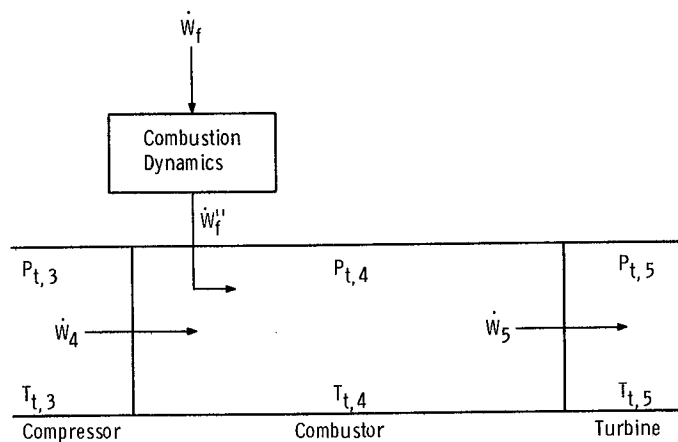 Ẇf
Combustion
Dynamics
Ẇf''
Pt,3 Pt,4 Pt,5
Ẇ4 Ẇ5
Tt,3 Tt,4 Tt,5
Compressor Combustor Turbine